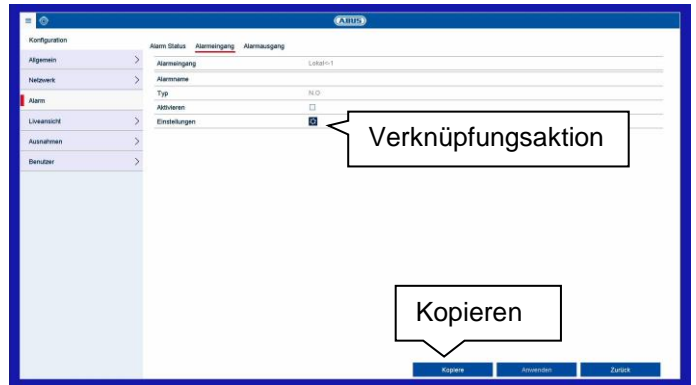 ABUS
Konfiguration
Alarm Status Alarmeingang Alarmausgang
Allgemein
Alarmeingang Lokal<-1
Netzwerk
Alarmname
Typ N.O
Alarm
Aktivieren
Liveansicht
Einstellungen
Verknüpfungsaktion
Ausnahmen
Benutzer
Kopieren
Kopiere Anwenden Zurück